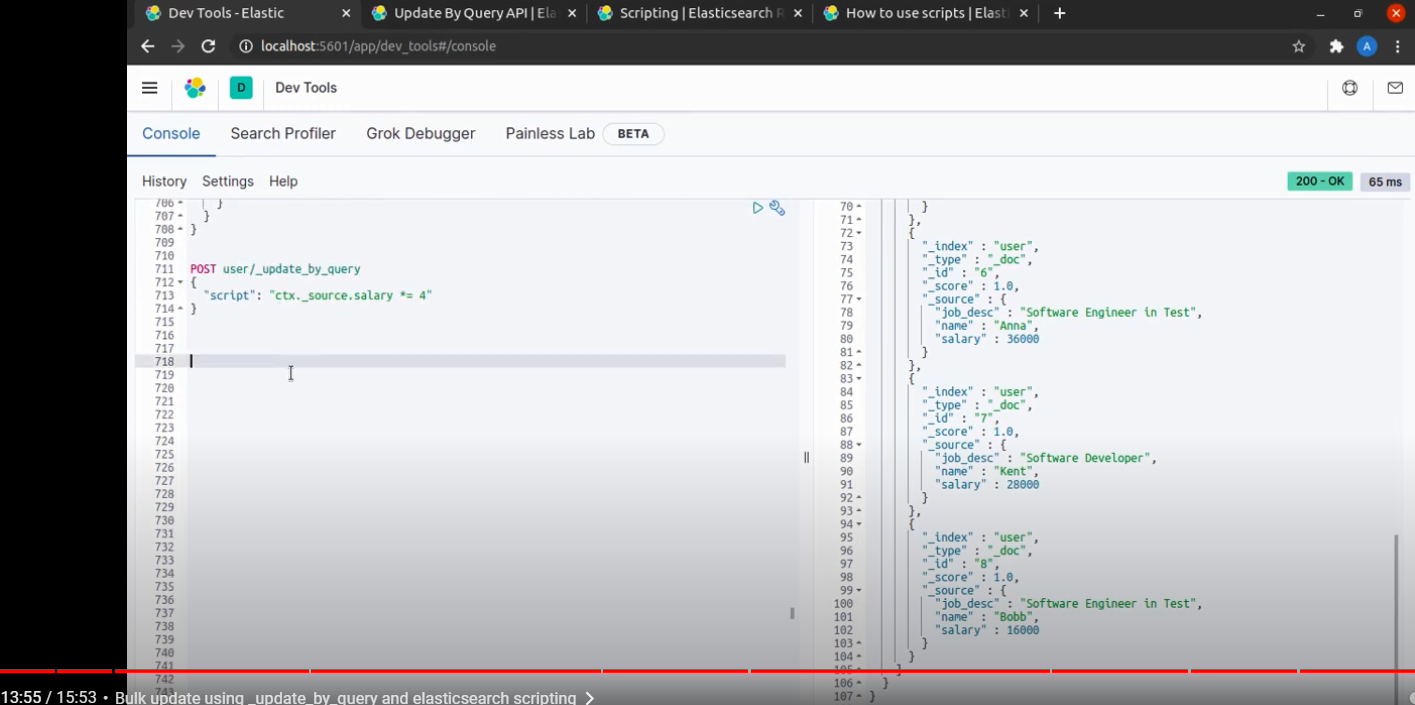 Dev Tools - Elastic
Update By Query API | Ela
Scripting | Elasticsearch R
How to use scripts | Elast
localhost:5601/app/dev_tools#/console
A
D
Dev Tools
Console
Search Profiler
Grok Debugger
Painless Lab
BETA
History
Settings
Help
200 - OK
65 ms
706 }
707 }
708 }
709
710
711 POST user/_update_by_query
712 {
713 "script": "ctx._source.salary *= 4"
714 }
715
716
717
718
719
720
721
722
723
724
725
726
727
728
729
730
731
732
733
734
735
736
737
738
739
740
741
742
743
70 }
71 },
72 {
73 "_index" : "user",
74 "_type" : "_doc",
75 "_id" : "6",
76 "_score" : 1.0,
77 "_source" : {
78 "job_desc" : "Software Engineer in Test",
79 "name" : "Anna",
80 "salary" : 36000
81 }
82 },
83 {
84 "_index" : "user",
85 "_type" : "_doc",
86 "_id" : "7",
87 "_score" : 1.0,
88 "_source" : {
89 "job_desc" : "Software Developer",
90 "name" : "Kent",
91 "salary" : 28000
92 }
93 },
94 {
95 "_index" : "user",
96 "_type" : "_doc",
97 "_id" : "8",
98 "_score" : 1.0,
99 "_source" : {
100 "job_desc" : "Software Engineer in Test",
101 "name" : "Bobb",
102 "salary" : 16000
103 }
104 }
105 ]
106 }
107 }
13:55 / 15:53 • Bulk update using _update_by_query and elasticsearch scripting